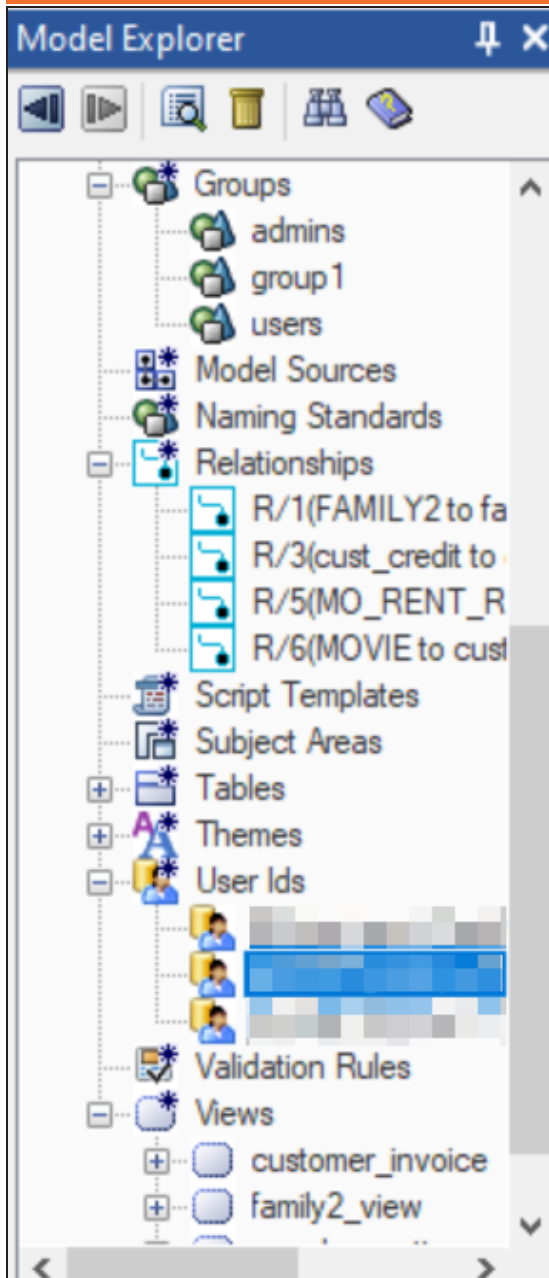 Model Explorer
Groups
admins
group1
users
Model Sources
Naming Standards
Relationships
R/1(FAMILY2 to fa
R/3(cust_credit to
R/5(MO_RENT_R
R/6(MOVIE to cust
Script Templates
Subject Areas
Tables
Themes
User Ids
Validation Rules
Views
customer_invoice
family2_view